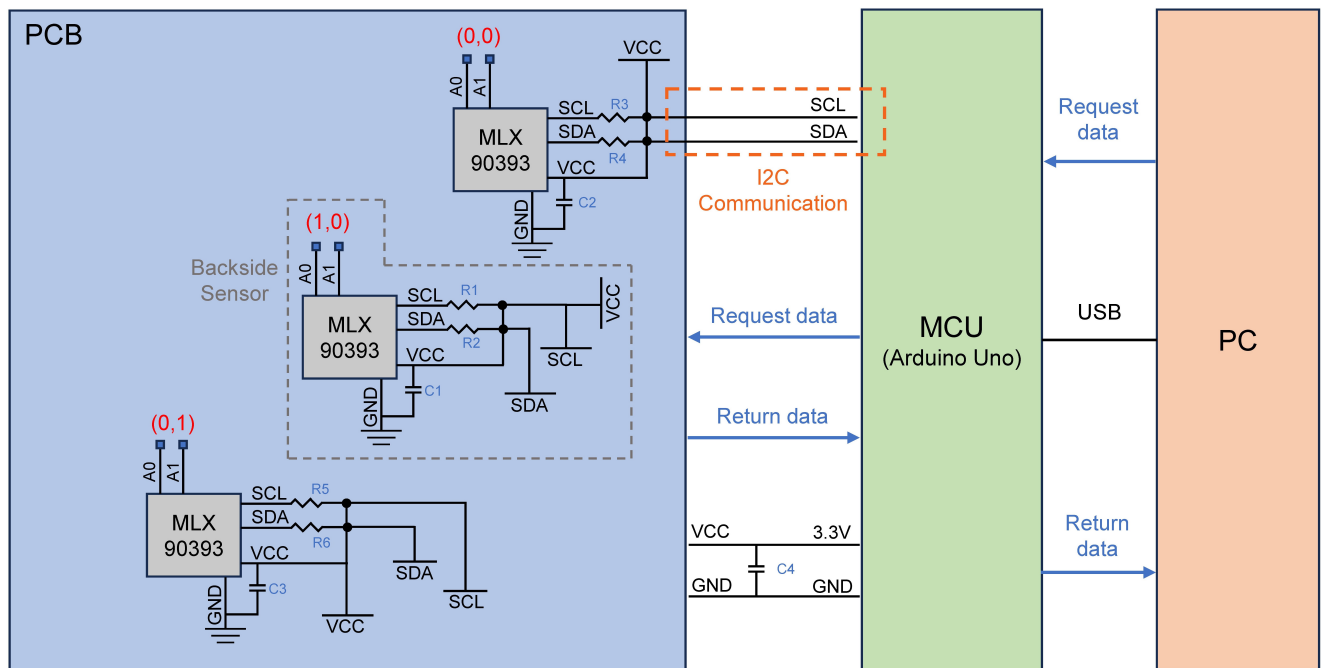 PCB
(0,0)
A0
A1
MLX
90393
SCL
R3
SDA
R4
VCC
C2
GND
VCC
SCL
SDA
I2C
Communication
Backside
Sensor
(1,0)
A0
A1
MLX
90393
SCL
R1
SDA
R2
VCC
C1
GND
VCC
SCL
SDA
(0,1)
A0
A1
MLX
90393
SCL
R5
SDA
R6
VCC
C3
GND
SDA
SCL
VCC
Request data
Return data
VCC
3.3V
C4
GND
GND
MCU
(Arduino Uno)
Request
data
USB
Return
data
PC